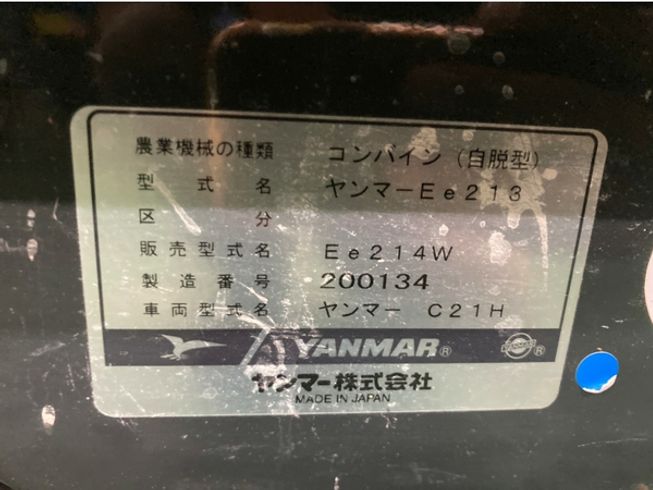 農業機械の種類 コンバイン（自脱型）
型式名 ヤンマーEe213
区分
販売型式名 Ee214W
製造番号 200134
車両型式名 ヤンマー C21H
YANMAR® YANMAR ®
ヤンマー株式会社
MADE IN JAPAN